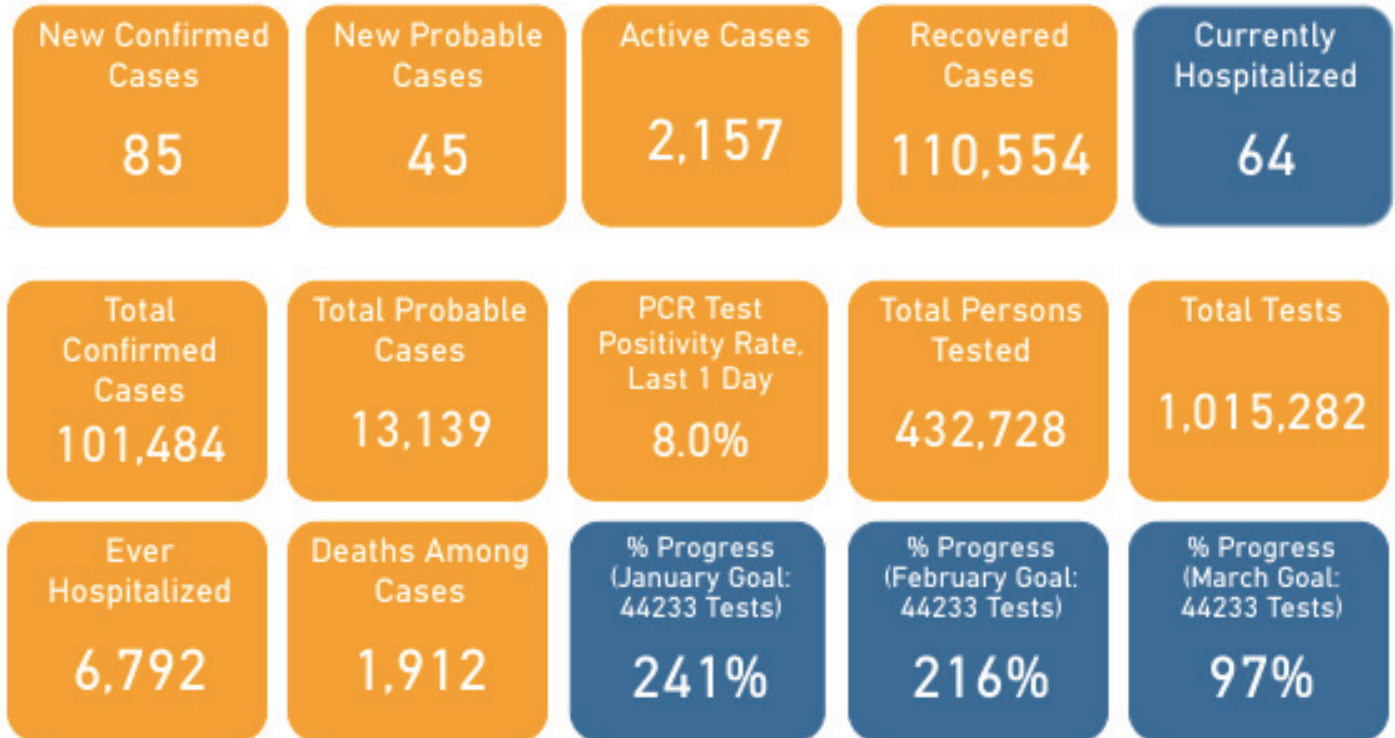 New Confirmed
Cases
85
New Probable
Cases
45
Active Cases
2,157
Recovered
Cases
110,554
Currently
Hospitalized
64
Total
Confirmed
Cases
101,484
Total Probable
Cases
13,139
PCR Test
Positivity Rate,
Last 1 Day
8.0%
Total Persons
Tested
432,728
Total Tests
1,015,282
Ever
Hospitalized
6,792
Deaths Among
Cases
1,912
% Progress
(January Goal:
44233 Tests)
241%
% Progress
(February Goal:
44233 Tests)
216%
% Progress
(March Goal:
44233 Tests)
97%